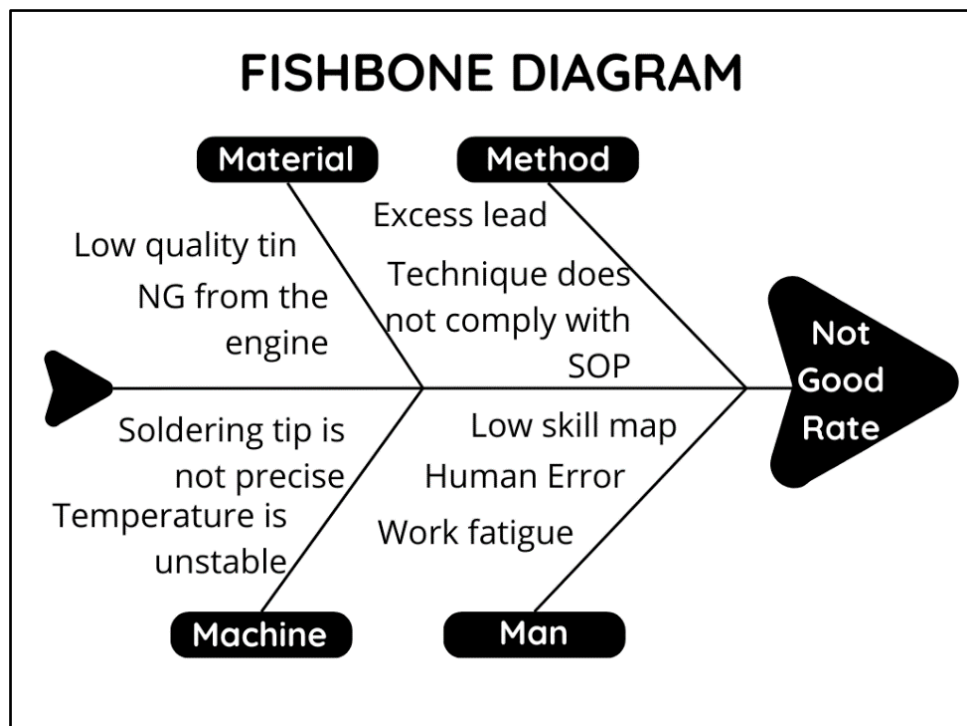 FISHBONE DIAGRAM
Material
Method
Low quality tin
NG from the
engine
Excess lead
Technique does
not comply with
SOP
Not
Good
Rate
Soldering tip is
not precise
Temperature is
unstable
Low skill map
Human Error
Work fatigue
Machine
Man